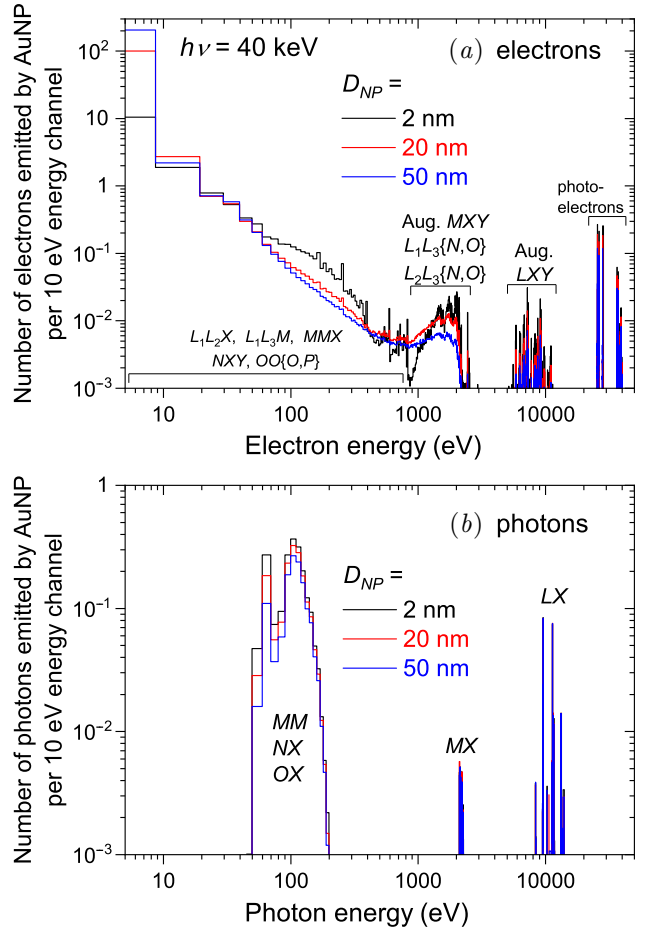 Number of electrons emitted by AuNP
per 10 eV energy channel
10²
10
1
10⁻¹
10⁻²
10⁻³
hν = 40 keV
(a) electrons
D_NP =
2 nm
20 nm
50 nm
photo-
electrons
Aug. MXY
L₁L₃{N,O}
L₂L₃{N,O}
Aug.
LXY
L₁L₂X, L₁L₃M, MMX
NXY, OO{O,P}
10 100 1000 10000
Electron energy (eV)
Number of photons emitted by AuNP
per 10 eV energy channel
1
10⁻¹
10⁻²
10⁻³
(b) photons
D_NP =
2 nm
20 nm
50 nm
LX
MM
NX
OX
MX
10 100 1000 10000
Photon energy (eV)